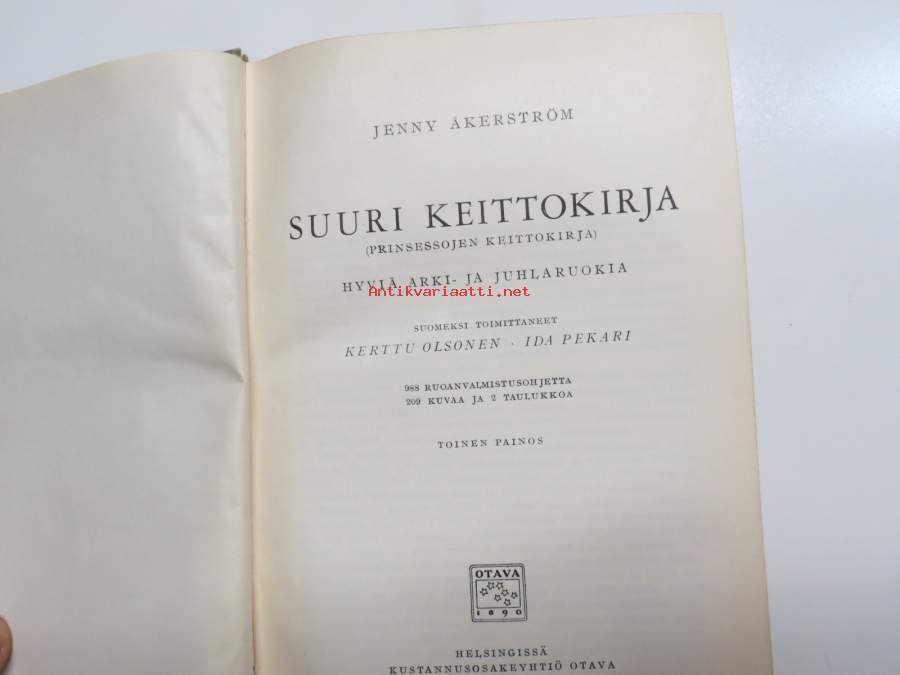 JENNY ÅKERSTRÖM
SUURI KEITTOKIRJA
(PRINSESSOJEN KEITTOKIRJA)
HYVIÄ ARKI- JA JUHLARUOKIA
Antikvariaatti.net
SUOMEKSI TOIMITTANEET
KERTTU OLSONEN · IDA PEKARI
988 RUOANVALMISTUSOHJETTA
209 KUVAA JA 2 TAULUKKOA
TOINEN PAINOS
OTAVA
1890
HELSINGISSÄ
KUSTANNUSOSAKEYHTIÖ OTAVA